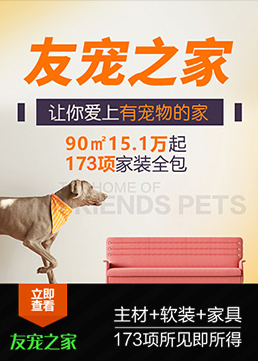 友宠之家
让你爱上有宠物的家
90㎡15.1万起
173项家装全包
HOME OF
FRIENDS PETS
立即
查看
友宠之家
主材+软装+家具
173项所见即所得